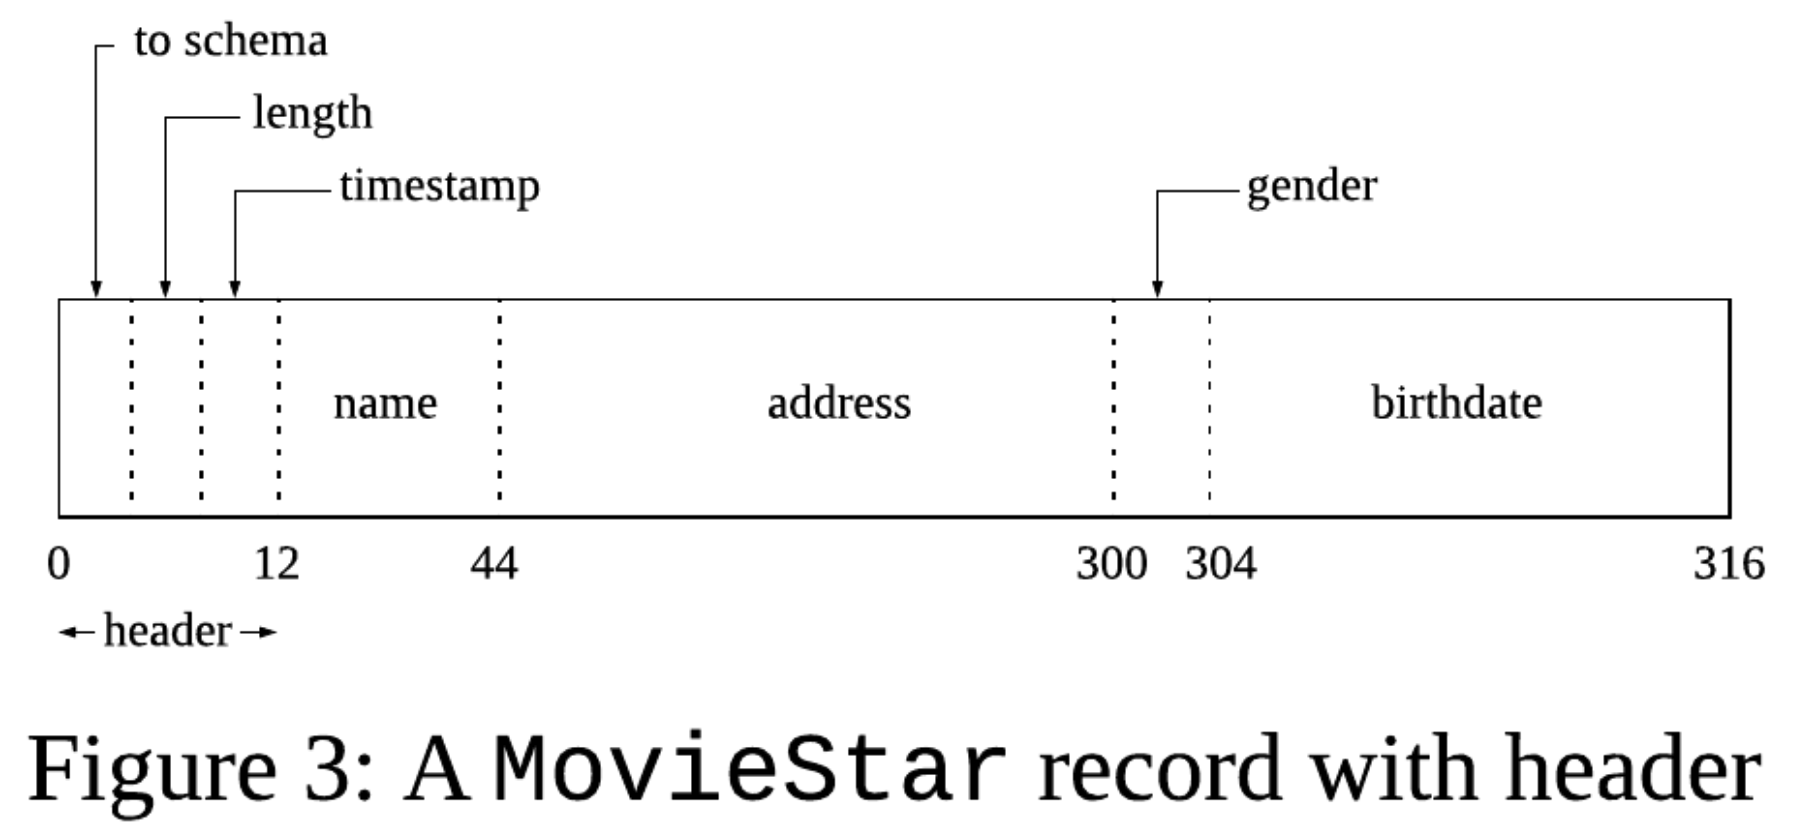 to schema
length
timestamp
gender
name
address
birthdate
0 12 44 300 304 316
header
Figure 3: A MovieStar record with header